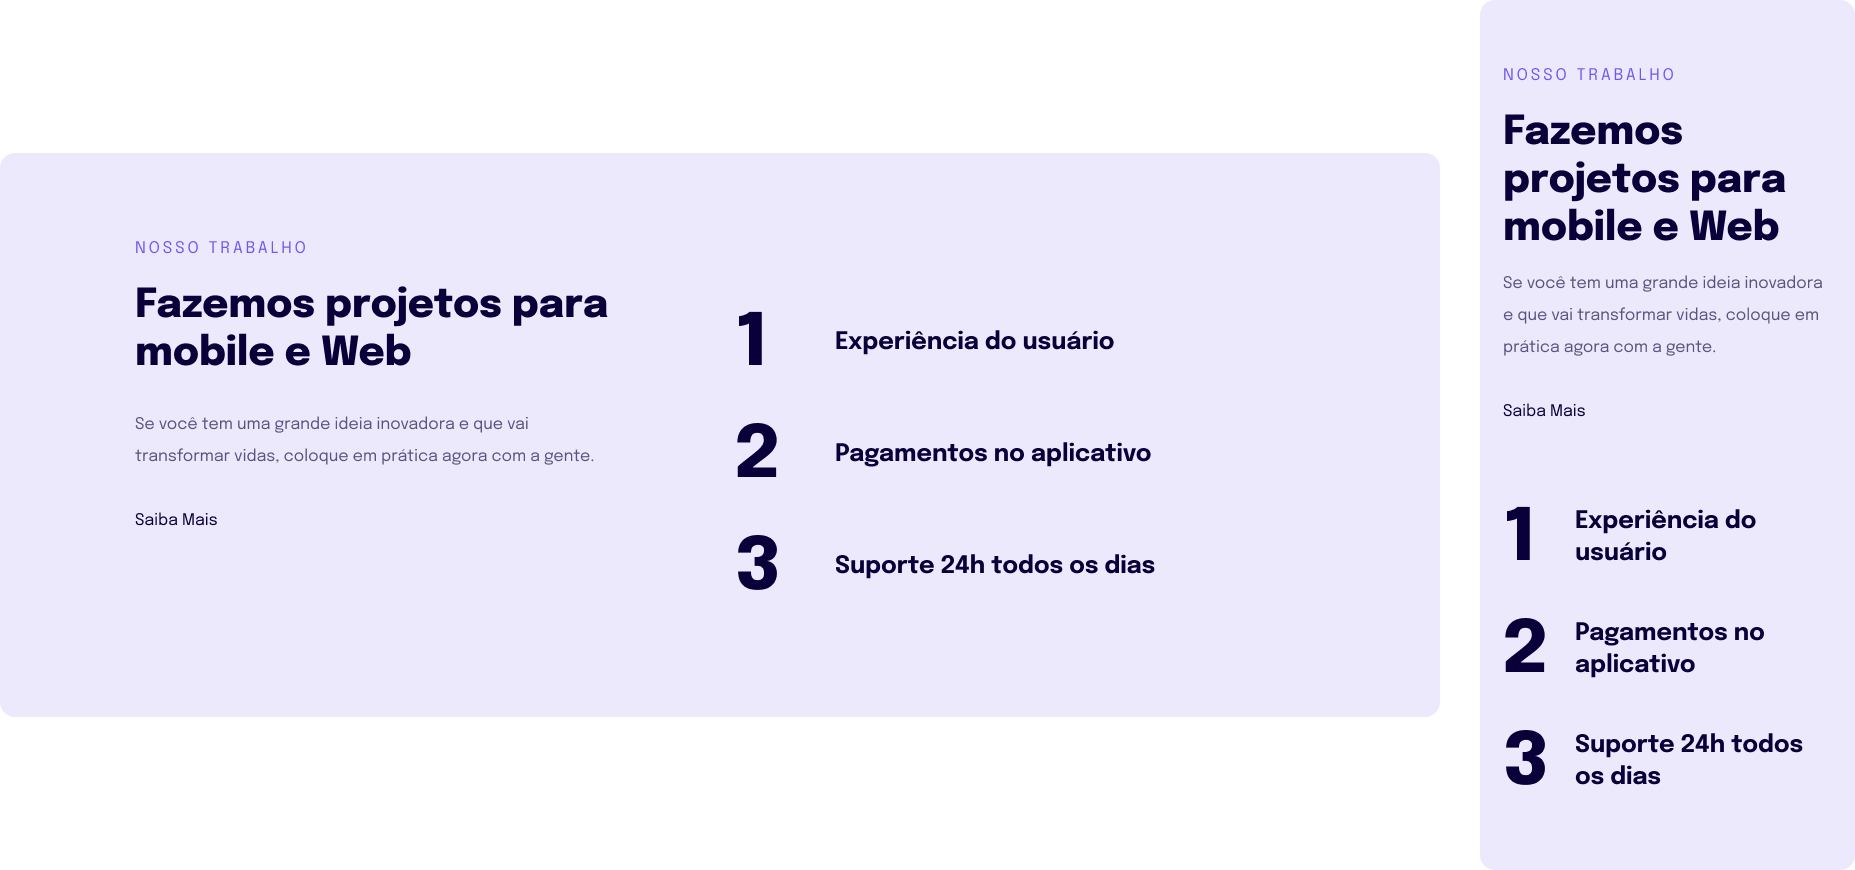 NOSSO TRABALHO
Fazemos projetos para
mobile e Web
Se você tem uma grande ideia inovadora e que vai
transformar vidas, coloque em prática agora com a gente.
Saiba Mais
1 Experiência do usuário
2 Pagamentos no aplicativo
3 Suporte 24h todos os dias
NOSSO TRABALHO
Fazemos
projetos para
mobile e Web
Se você tem uma grande ideia inovadora
e que vai transformar vidas, coloque em
prática agora com a gente.
Saiba Mais
1 Experiência do
usuário
2 Pagamentos no
aplicativo
3 Suporte 24h todos
os dias